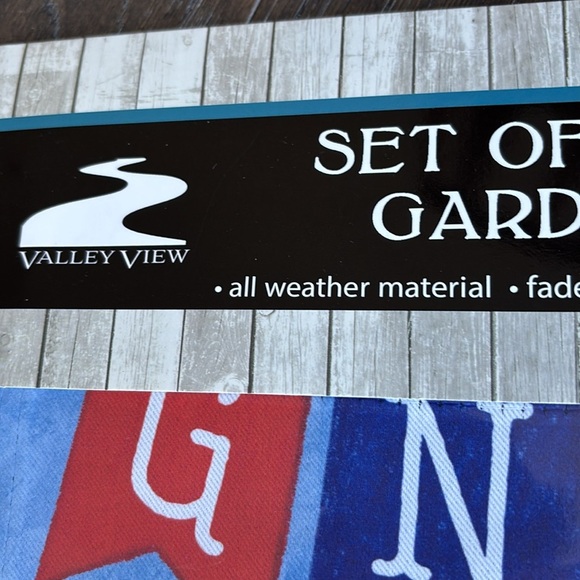 SET OF
GARD
VALLEY VIEW
• all weather material • fade
G N